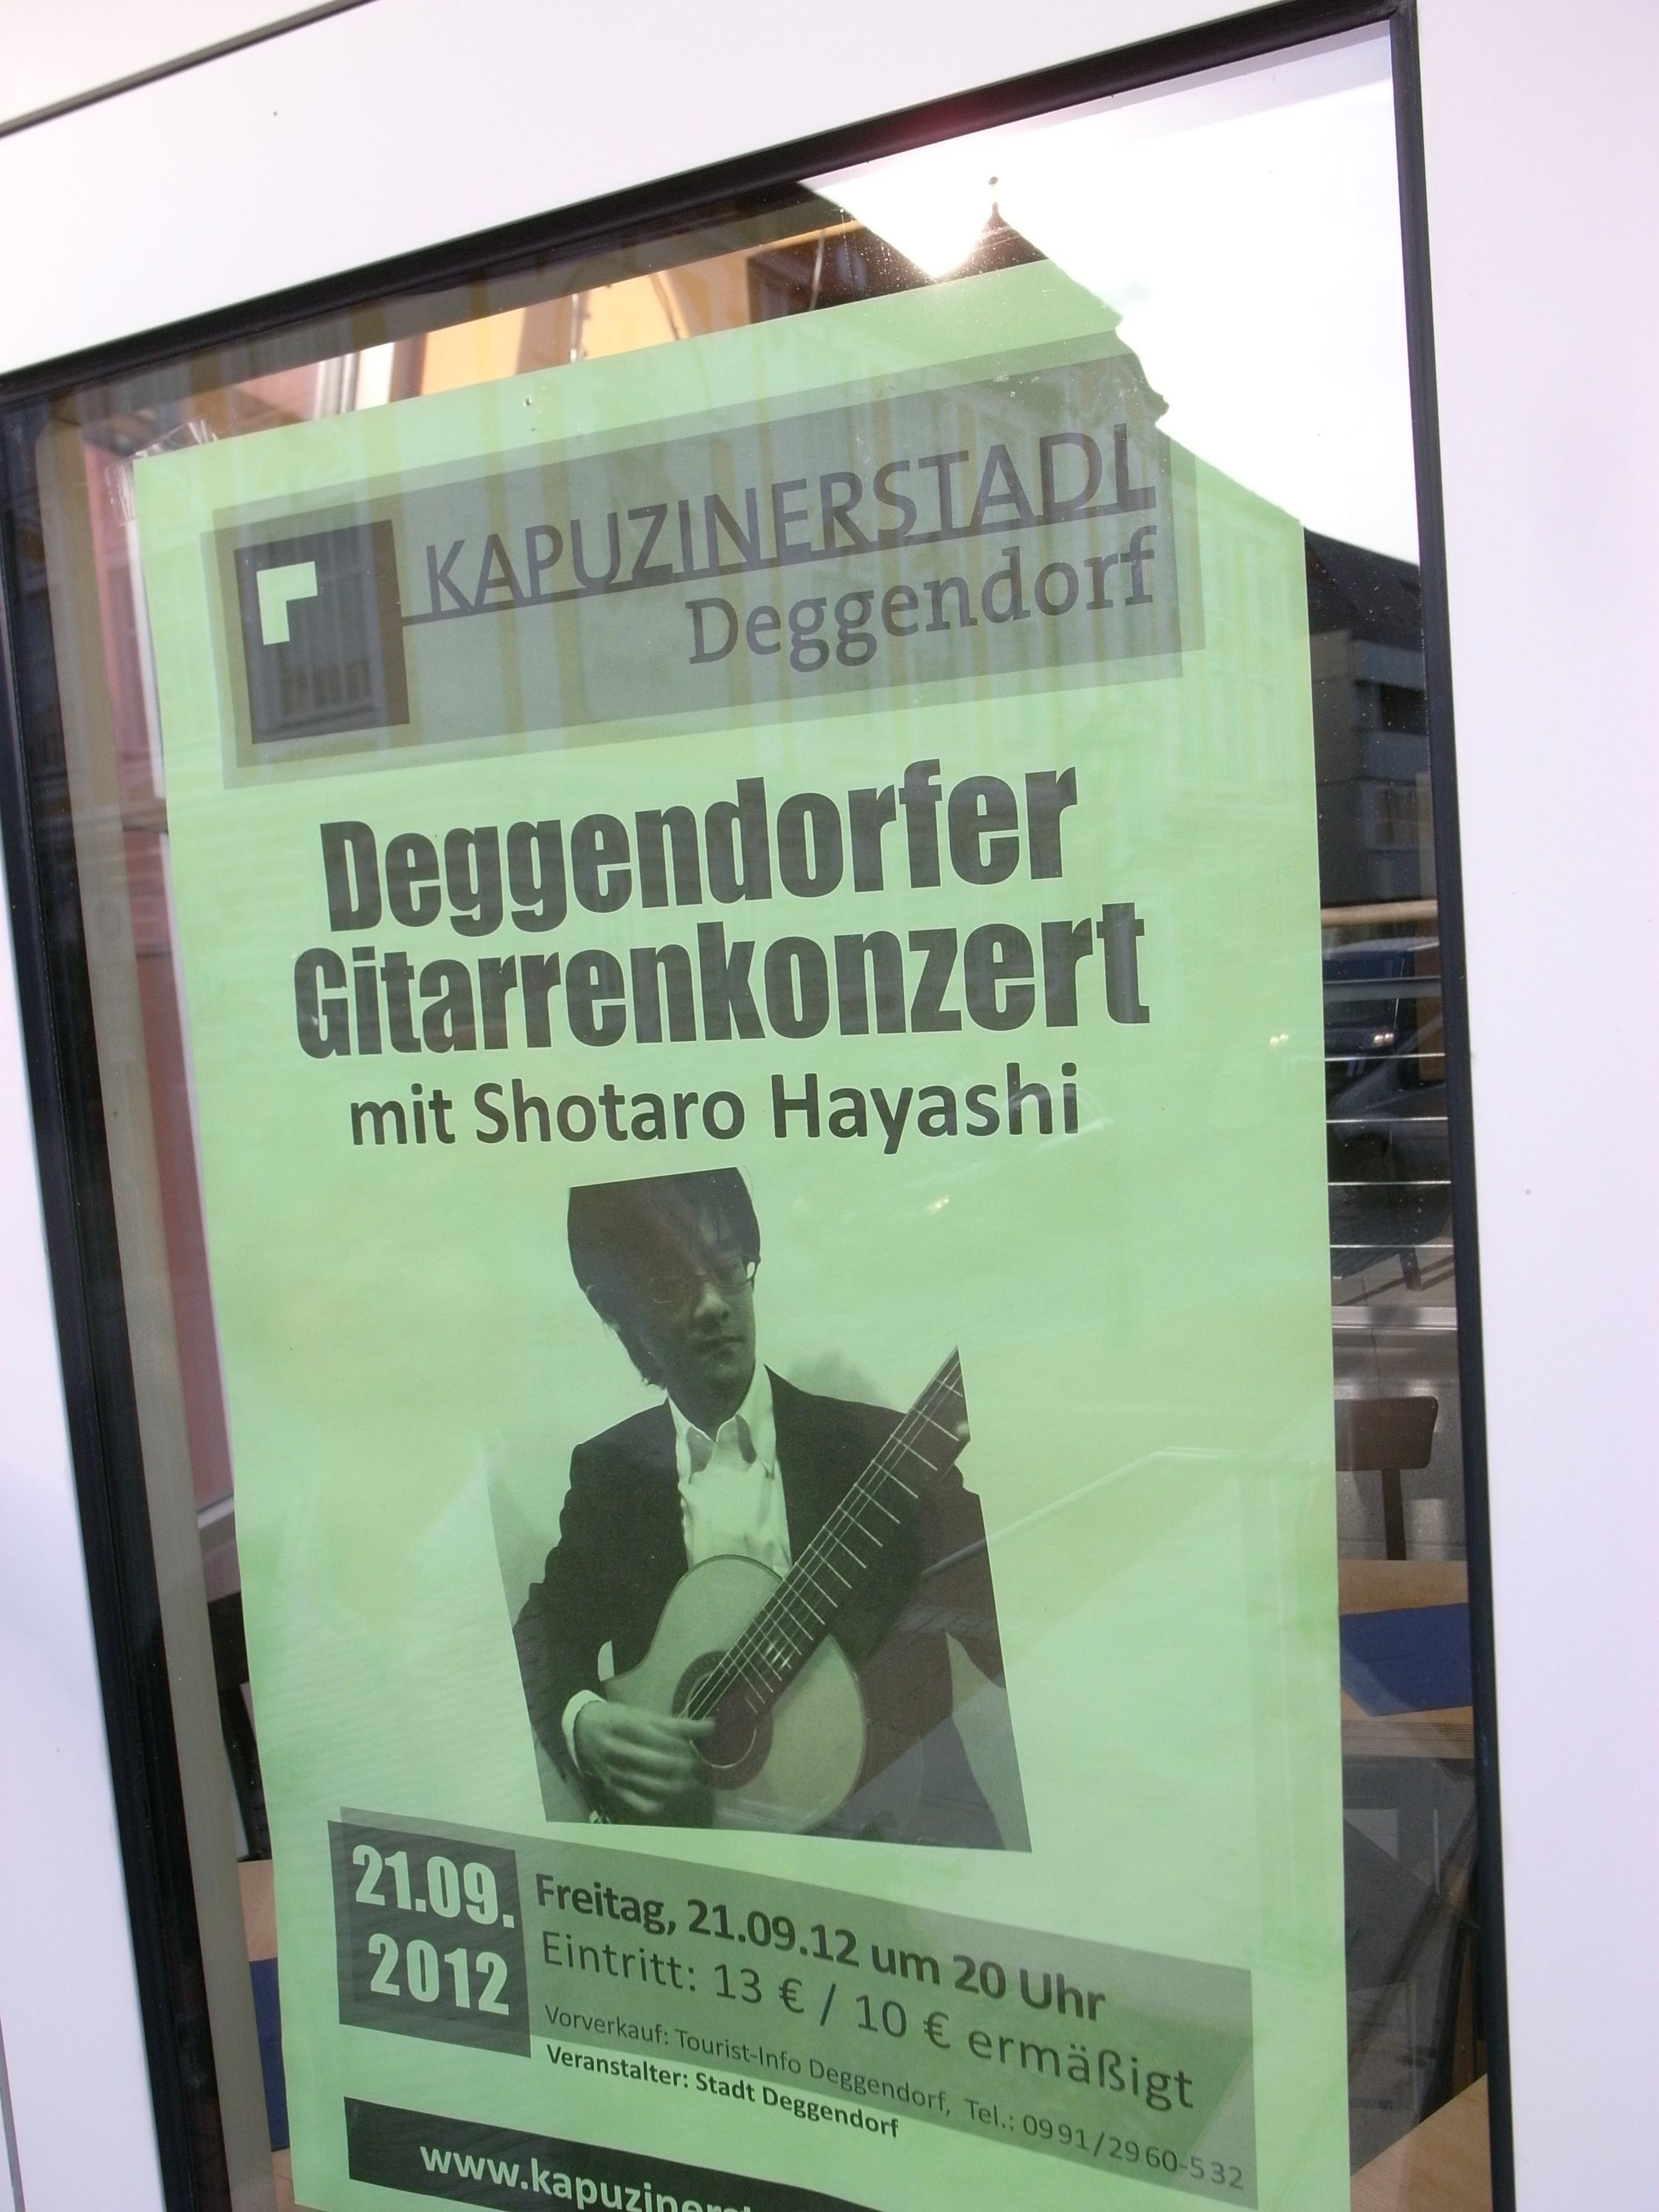 KAPUZINERSTADL
Deggendorf
Deggendorfer
Gitarrenkonzert
mit Shotaro Hayashi
21.09.
2012
Freitag, 21.09.12 um 20 Uhr
Eintritt: 13 € / 10 € ermäßigt
Vorverkauf: Tourist-Info Deggendorf, Tel.: 0991/2960-532
Veranstalter: Stadt Deggendorf